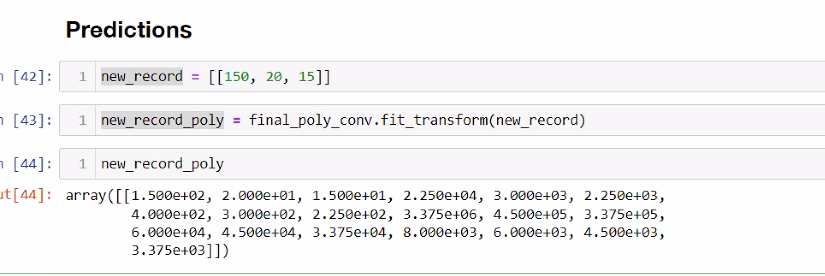 Predictions
n [42]: 1 new_record = [[150, 20, 15]]
n [43]: 1 new_record_poly = final_poly_conv.fit_transform(new_record)
n [44]: 1 new_record_poly
ut[44]: array([[1.500e+02, 2.000e+01, 1.500e+01, 2.250e+04, 3.000e+03, 2.250e+03,
4.000e+02, 3.000e+02, 2.250e+02, 3.375e+06, 4.500e+05, 3.375e+05,
6.000e+04, 4.500e+04, 3.375e+04, 8.000e+03, 6.000e+03, 4.500e+03,
3.375e+03]])